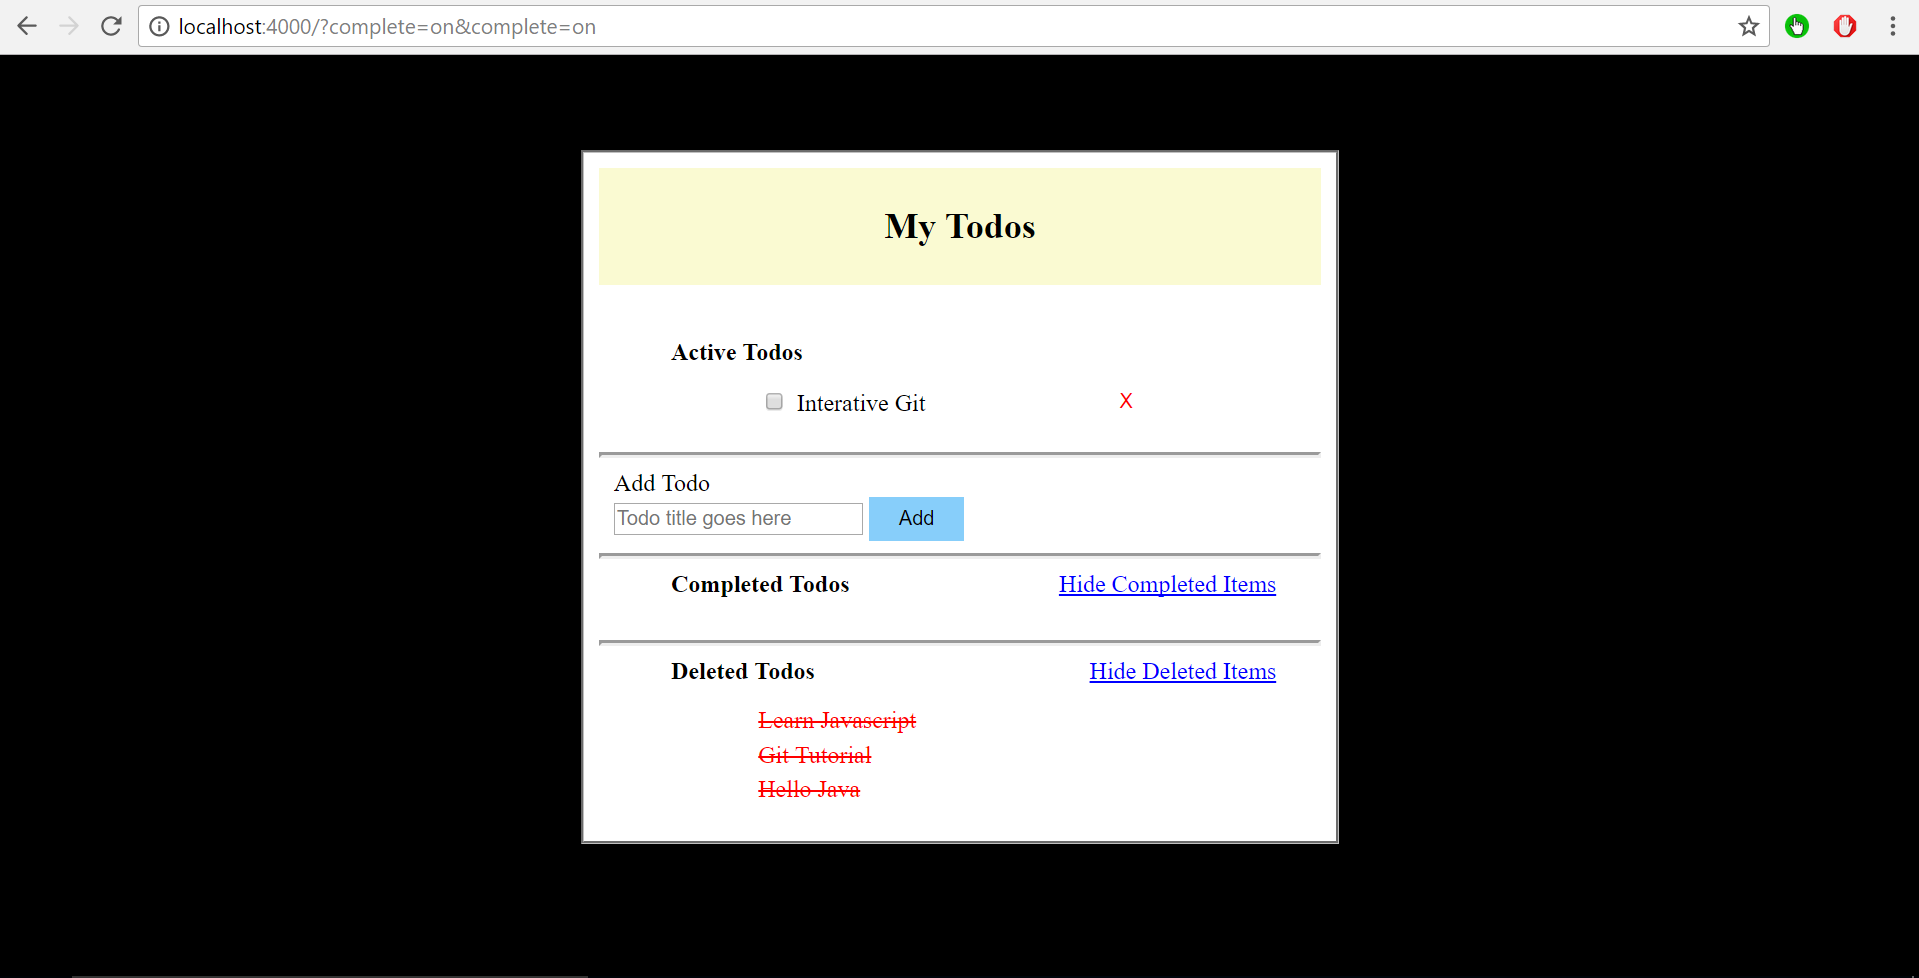 localhost:4000/?complete=on&complete=on
My Todos
Active Todos
Interative Git X
Add Todo
Todo title goes here Add
Completed Todos Hide Completed Items
Deleted Todos Hide Deleted Items
Learn Javascript
Git Tutorial
Hello Java